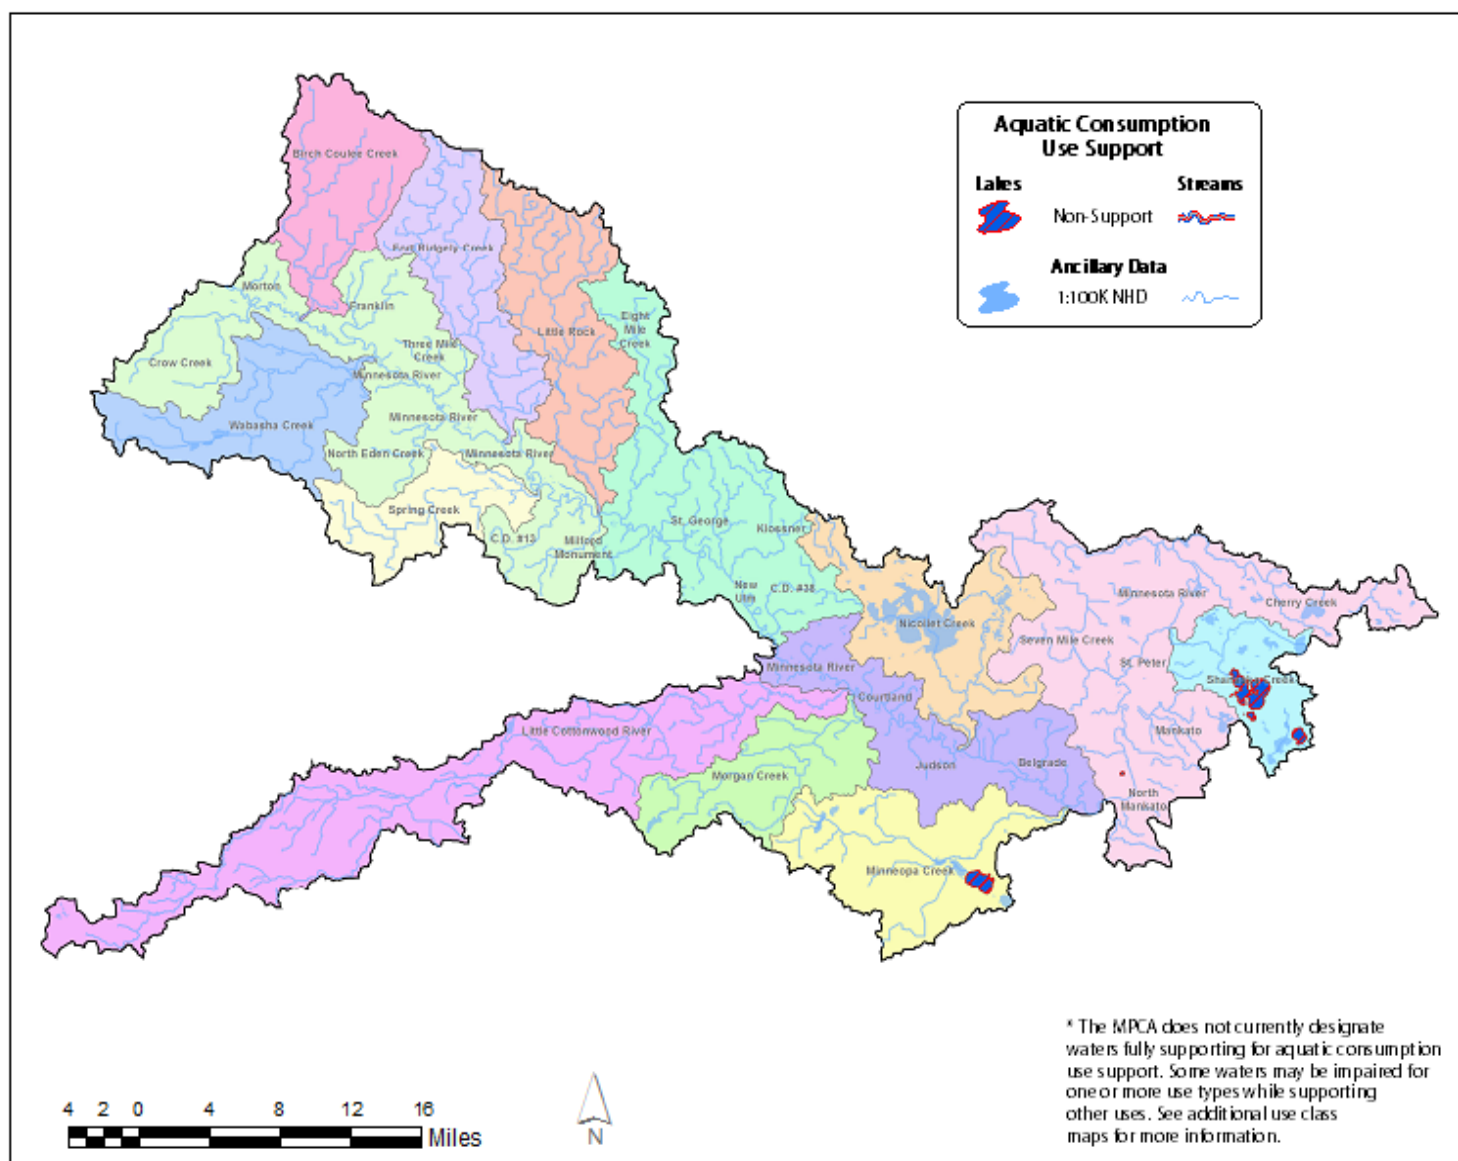 Aquatic Consumption
Use Support
Lakes
Streams
Non-Support
Ancillary Data
1:100K NHD
Birch Coulee Creek
Fort Ridgely Creek
Morton
Franklin
Eight
Mile
Creek
Little Rock
Three Mile
Creek
Crow Creek
Minnesota River
Minnesota River
Wabasha Creek
North Eden Creek
Minnesota River
Spring Creek
St. George
Klossner
C.D. #13
Milford
Monument
New
Ulm
C.D. #38
Nicollet Creek
Minnesota River
Cherry Creek
Seven Mile Creek
St. Peter
Minnesota River
Shanaska Creek
Courtland
Little Cottonwood River
Mankato
Judson
Belgrade
Morgan Creek
North
Mankato
Minneopa Creek
* The MPCA does not currently designate
waters fully supporting for aquatic consumption
use support. Some waters may be impaired for
one or more use types while supporting
other uses. See additional use class
maps for more information.
4 2 0 4 8 12 16
Miles
N